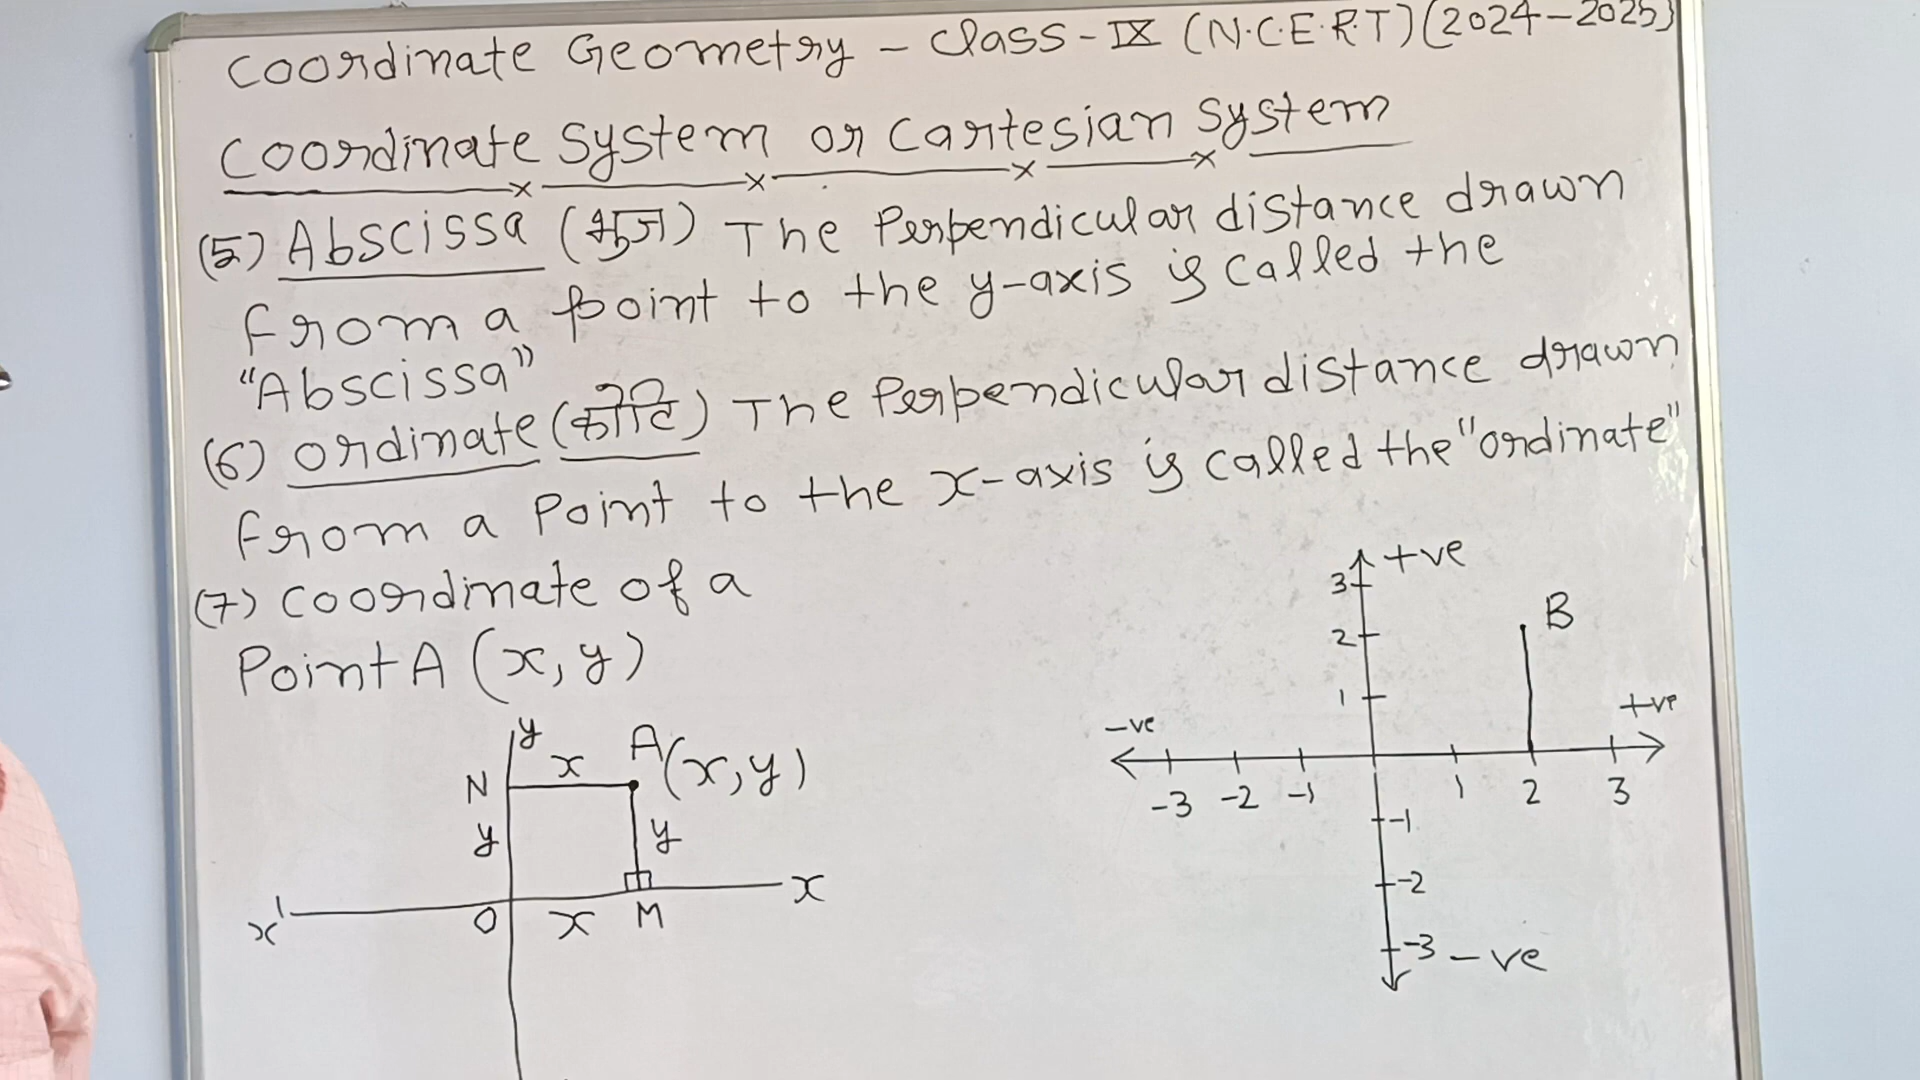 Coordinate Geometry - Class-IX (N.C.E.R.T) (2024-2025)
Coordinate System or Cartesian System
(5) Abscissa (भुज) The Perpendicular distance drawn
from a point to the y-axis is called the
"Abscissa"
(6) ordinate (कोटि) The Perpendicular distance drawn
from a Point to the x-axis is called the "ordinate"
(7) Coordinate of a
Point A (x, y)
y
x
A (x, y)
N
y
y
x'
O
x
M
x
+ve
3
B
2
1
-ve
+ve
-3 -2 -1 1 2 3
-1
-2
-3 -ve